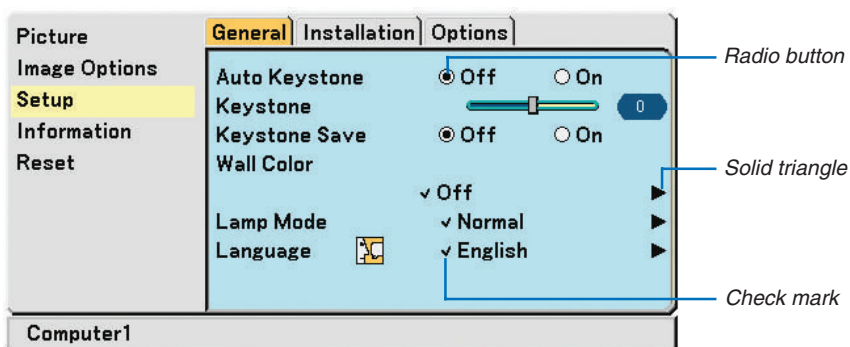 Picture
Image Options
Setup
Information
Reset
General Installation Options
Auto Keystone Off On
Keystone 0
Keystone Save Off On
Wall Color
✓ Off ▶
Lamp Mode ✓ Normal ▶
Language ✓ English ▶
Computer1
Radio button
Solid triangle
Check mark